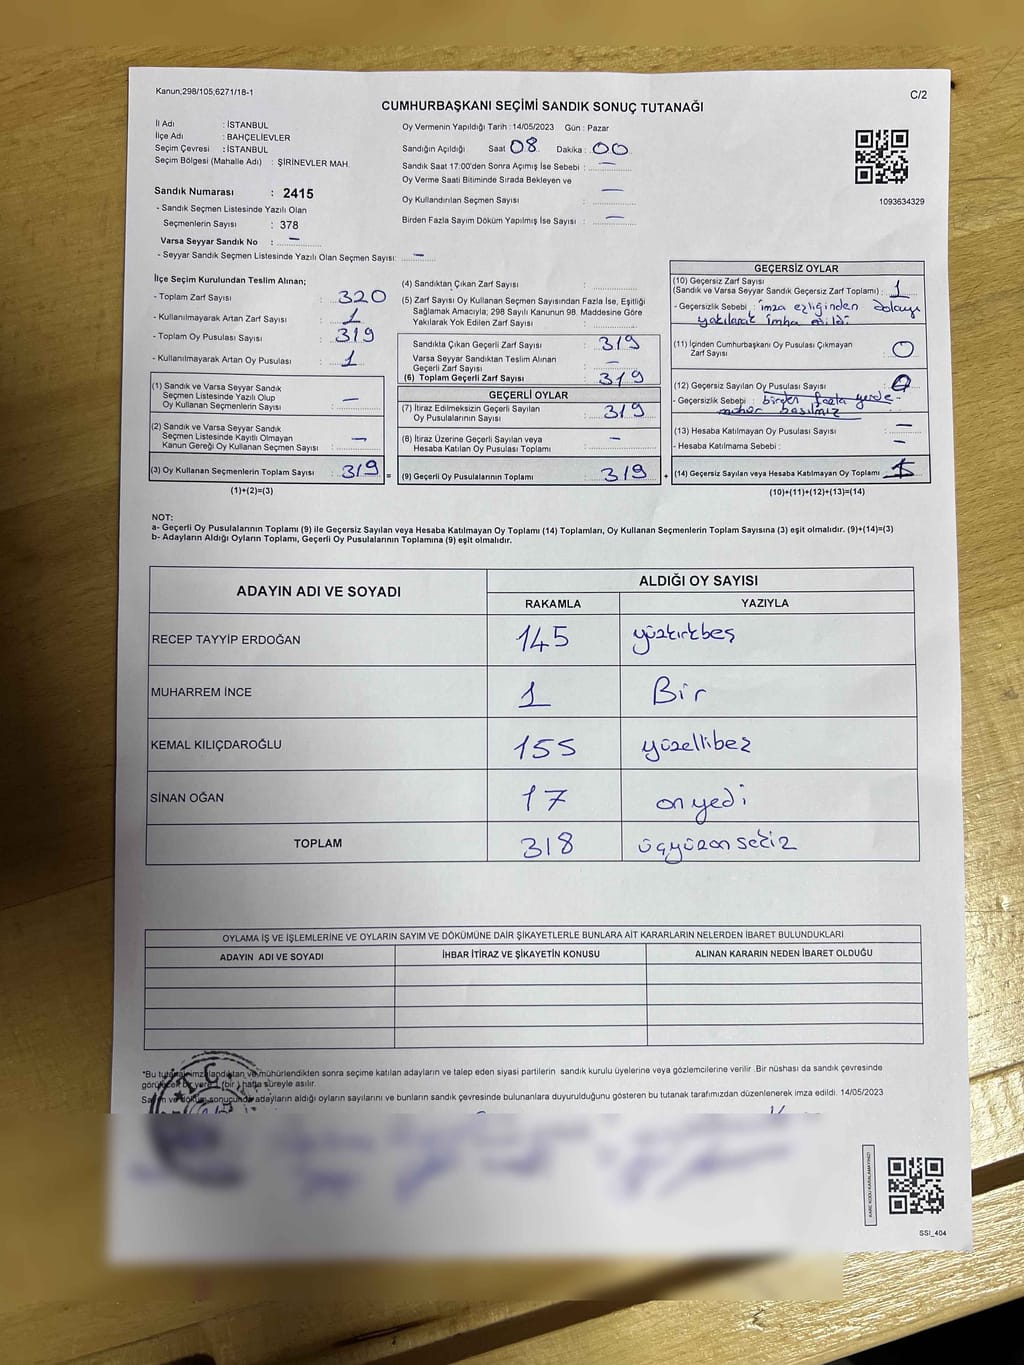 Kanun;298/105,6271/18-1
C/2
CUMHURBAŞKANI SEÇİMİ SANDIK SONUÇ TUTANAĞI
İl Adı : İSTANBUL
İlçe Adı : BAHÇELİEVLER
Seçim Çevresi : İSTANBUL
Seçim Bölgesi (Mahalle Adı) : ŞİRİNEVLER MAH.
Sandık Numarası : 2415
- Sandık Seçmen Listesinde Yazılı Olan
Seçmenlerin Sayısı : 378
Varsa Seyyar Sandık No : —
- Seyyar Sandık Seçmen Listesinde Yazılı Olan Seçmen Sayısı: —
Oy Vermenin Yapıldığı Tarih : 14/05/2023 Gün : Pazar
Sandığın Açıldığı Saat : 08 Dakika : 00
Sandık Saat 17:00'den Sonra Açımış İse Sebebi : —
Oy Verme Saati Bitiminde Sırada Bekleyen ve
Oy Kullandırılan Seçmen Sayısı : —
Birden Fazla Sayım Döküm Yapılmış İse Sayısı : —
1093634329
İlçe Seçim Kurulundan Teslim Alınan;
- Toplam Zarf Sayısı : 320
- Kullanılmayarak Artan Zarf Sayısı : 1
- Toplam Oy Pusulası Sayısı : 319
- Kullanılmayarak Artan Oy Pusulası : 1
(1) Sandık ve Varsa Seyyar Sandık
Seçmen Listesinde Yazılı Olup
Oy Kullanan Seçmenlerin Sayısı : —
(2) Sandık ve Varsa Seyyar Sandık
Seçmen Listesinde Kayıtlı Olmayan
Kanun Gereği Oy Kullanan Seçmen Sayısı : —
(3) Oy Kullanan Seçmenlerin Toplam Sayısı : 319 =
(1)+(2)=(3)
(4) Sandıktan Çıkan Zarf Sayısı :
(5) Zarf Sayısı Oy Kullanan Seçmen Sayısından Fazla İse, Eşitliği
Sağlamak Amacıyla; 298 Sayılı Kanunun 98. Maddesine Göre
Yakılarak Yok Edilen Zarf Sayısı :
Sandıkta Çıkan Geçerli Zarf Sayısı : 319
Varsa Seyyar Sandıktan Teslim Alınan
Geçerli Zarf Sayısı : —
(6) Toplam Geçerli Zarf Sayısı : 319
GEÇERLİ OYLAR
(7) İtiraz Edilmeksizin Geçerli Sayılan
Oy Pusulalarının Sayısı : 319
(8) İtiraz Üzerine Geçerli Sayılan veya
Hesaba Katılan Oy Pusulası Toplamı : —
(9) Geçerli Oy Pusulalarının Toplamı : 319 +
GEÇERSİZ OYLAR
(10) Geçersiz Zarf Sayısı
(Sandık ve Varsa Seyyar Sandık Geçersiz Zarf Toplamı) : 1
- Geçersizlik Sebebi : imza ezliğinden dolayı
yakılarak imha edildi
(11) İçinden Cumhurbaşkanı Oy Pusulası Çıkmayan
Zarf Sayısı : 0
(12) Geçersiz Sayılan Oy Pusulası Sayısı :
- Geçersizlik Sebebi : birden fazla yerde
mühür basılmız
(13) Hesaba Katılmayan Oy Pusulası Sayısı : —
- Hesaba Katılmama Sebebi : —
(14) Geçersiz Sayılan veya Hesaba Katılmayan Oy Toplamı :
(10)+(11)+(12)+(13)=(14)
NOT:
a- Geçerli Oy Pusulalarının Toplamı (9) ile Geçersiz Sayılan veya Hesaba Katılmayan Oy Toplamı (14) Toplamları, Oy Kullanan Seçmenlerin Toplam Sayısına (3) eşit olmalıdır. (9)+(14)=(3)
b- Adayların Aldığı Oyların Toplamı, Geçerli Oy Pusulalarının Toplamına (9) eşit olmalıdır.
ADAYIN ADI VE SOYADI
ALDIĞI OY SAYISI
RAKAMLA YAZIYLA
RECEP TAYYİP ERDOĞAN 145 yüzkırkbeş
MUHARREM İNCE 1 Bir
KEMAL KILIÇDAROĞLU 155 yüzellibez
SİNAN OĞAN 17 onyedi
TOPLAM 318 üçyüzonsekiz
OYLAMA İŞ VE İŞLEMLERİNE VE OYLARIN SAYIM VE DÖKÜMÜNE DAİR ŞİKAYETLERLE BUNLARA AİT KARARLARIN NELERDEN İBARET BULUNDUKLARI
ADAYIN ADI VE SOYADI İHBAR İTİRAZ VE ŞİKAYETİN KONUSU ALINAN KARARIN NEDEN İBARET OLDUĞU
*Bu tutanak imzalandıktan ve mühürlendikten sonra seçime katılan adayların ve talep eden siyasi partilerin sandık kurulu üyelerine veya gözlemcilerine verilir .Bir nüshası da sandık çevresinde
görülecek bir yere 1 (bir ) hafta süreyle asılır.
Sayım ve döküm sonucunda adayların aldığı oyların sayılarını ve bunların sandık çevresinde bulunanlara duyurulduğunu gösteren bu tutanak tarafımızdan düzenlenerek imza edildi. 14/05/2023
T.C.
KARE KODU KARALAMAYINIZ!
SSI_404